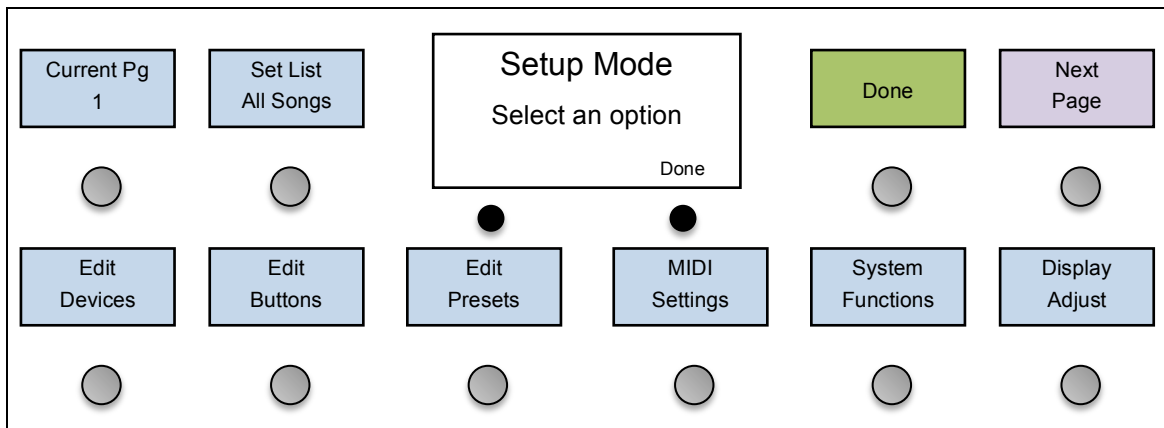 Current Pg
1
Set List
All Songs
Setup Mode
Select an option
Done
Done
Next
Page
Edit
Devices
Edit
Buttons
Edit
Presets
MIDI
Settings
System
Functions
Display
Adjust